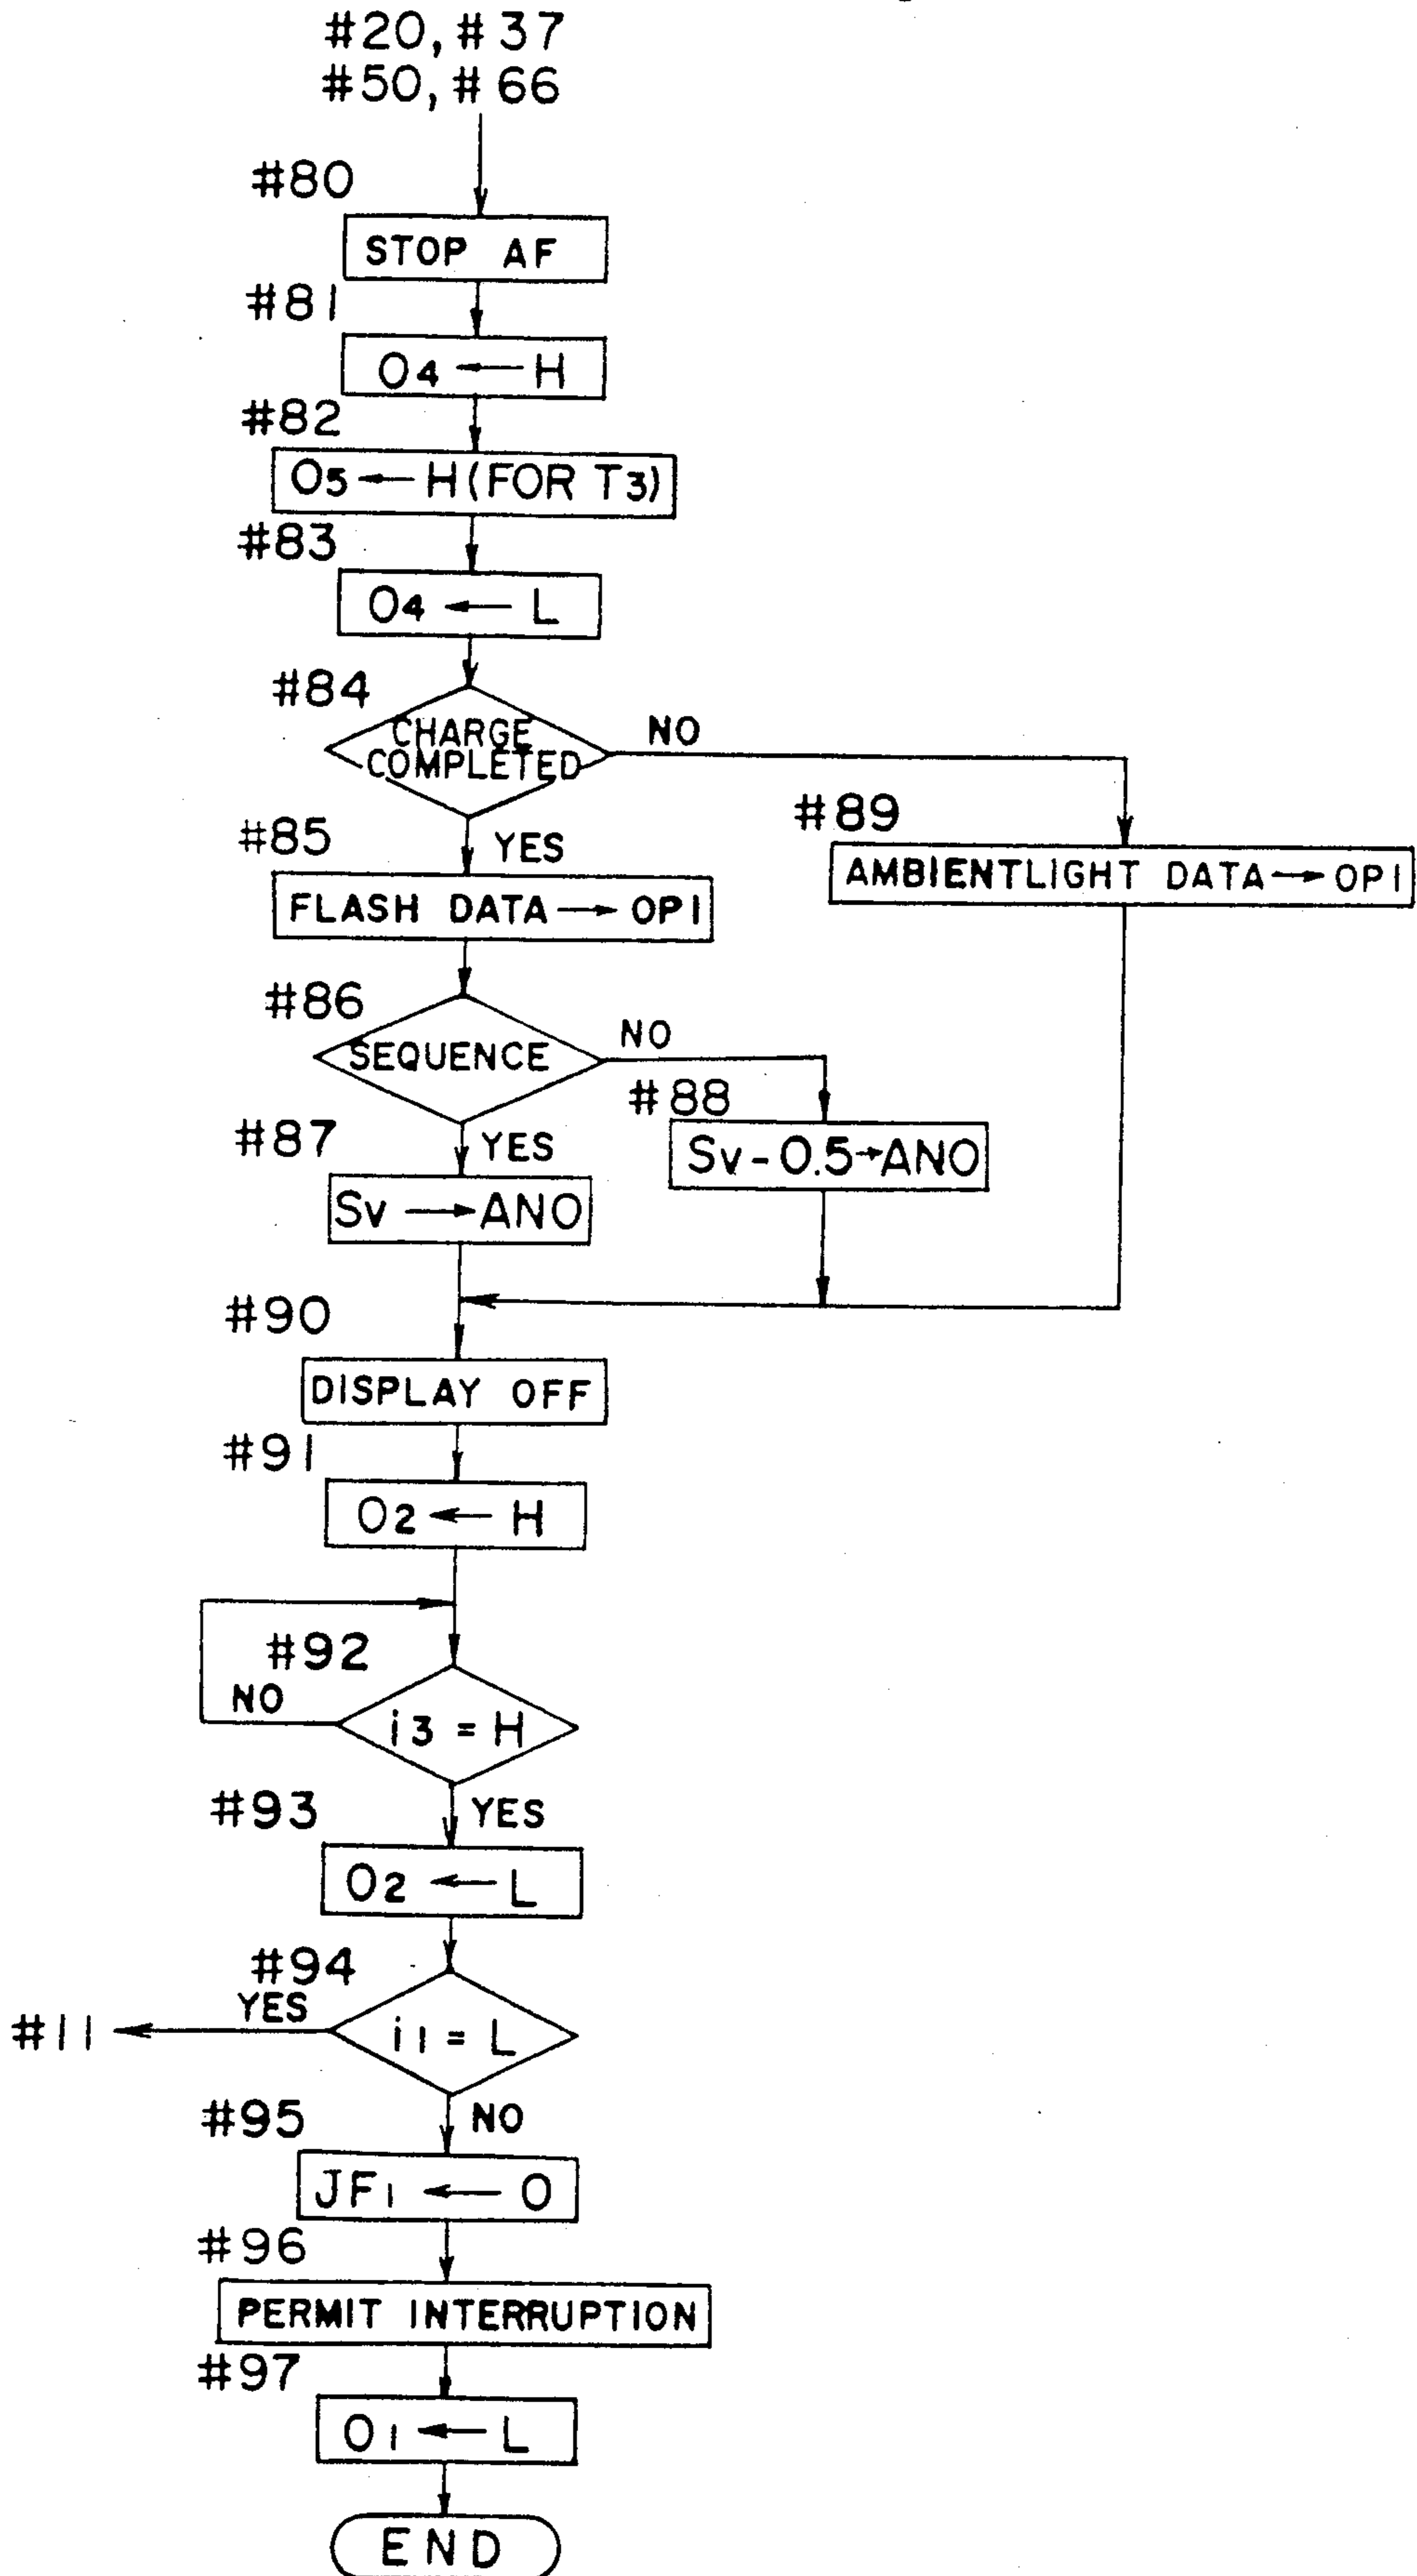 #20, #37
#50, #66
#80
STOP AF
#81
O4 ← H
#82
O5 ← H (FOR T3)
#83
O4 ← L
#84
CHARGE
COMPLETED
NO
#89
AMBIENTLIGHT DATA → OP1
YES
#85
FLASH DATA → OP1
#86
SEQUENCE
NO
#88
Sv - 0.5 → ANO
YES
#87
Sv → ANO
#90
DISPLAY OFF
#91
O2 ← H
#92
NO
i3 = H
YES
#93
O2 ← L
#94
YES
#11
i1 = L
NO
#95
JF1 ← O
#96
PERMIT INTERRUPTION
#97
O1 ← L
END